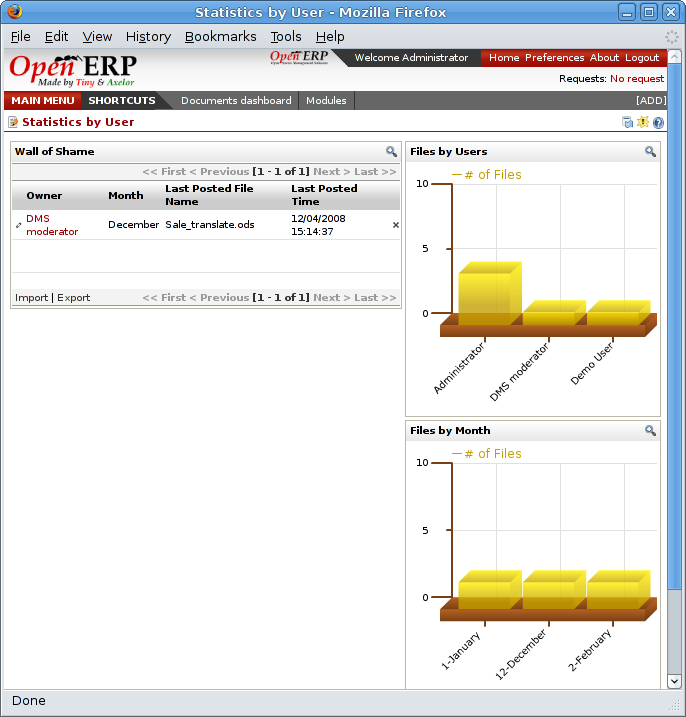 Statistics by User - Mozilla Firefox
File Edit View History Bookmarks Tools Help
Open ERP
Made by Tiny & Axelor
Open ERP
Welcome Administrator
Home Preferences About Logout
Requests: No request
MAIN MENU SHORTCUTS Documents dashboard Modules [ADD]
Statistics by User
Wall of Shame
<< First < Previous [1 - 1 of 1] Next > Last >>
Owner Month Last Posted File Name Last Posted Time
DMS moderator December Sale_translate.ods 12/04/2008 15:14:37
Import | Export << First < Previous [1 - 1 of 1] Next > Last >>
Files by Users
# of Files
10
5
0
Administrator
DMS moderator
Demo User
Files by Month
# of Files
10
5
0
1-January
12-December
2-February
Done